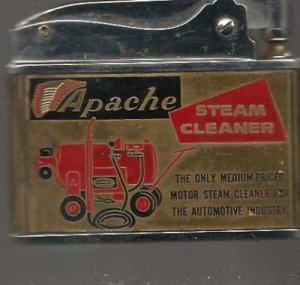 Apache
STEAM
CLEANER
THE ONLY MEDIUM PRICED
MOTOR STEAM CLEANER FOR
THE AUTOMOTIVE INDUSTRY